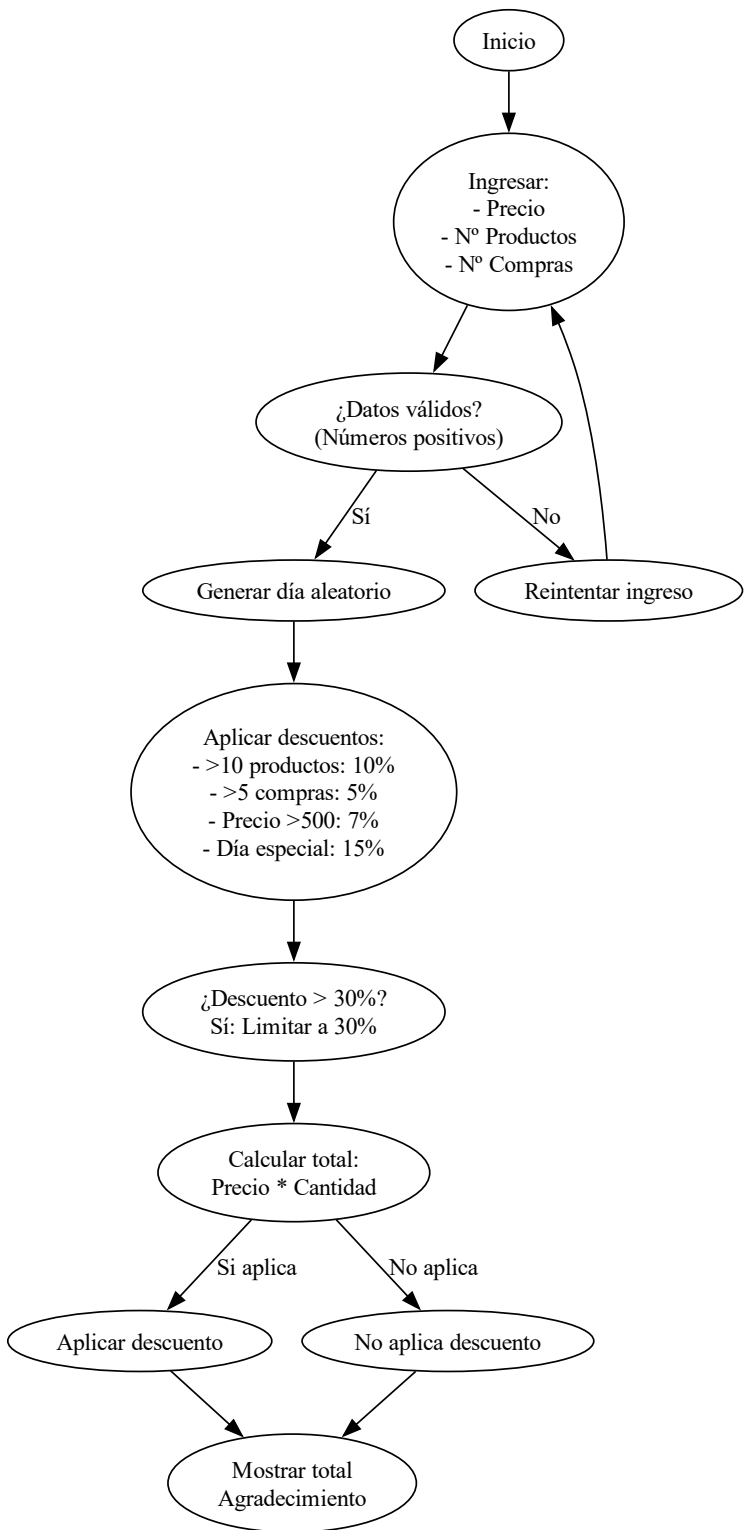 Inicio
Ingresar:
- Precio
- Nº Productos
- Nº Compras
¿Datos válidos?
(Números positivos)
Sí
No
Generar día aleatorio
Reintentar ingreso
Aplicar descuentos:
- >10 productos: 10%
- >5 compras: 5%
- Precio >500: 7%
- Día especial: 15%
¿Descuento > 30%?
Sí: Limitar a 30%
Calcular total:
Precio * Cantidad
Si aplica
No aplica
Aplicar descuento
No aplica descuento
Mostrar total
Agradecimiento